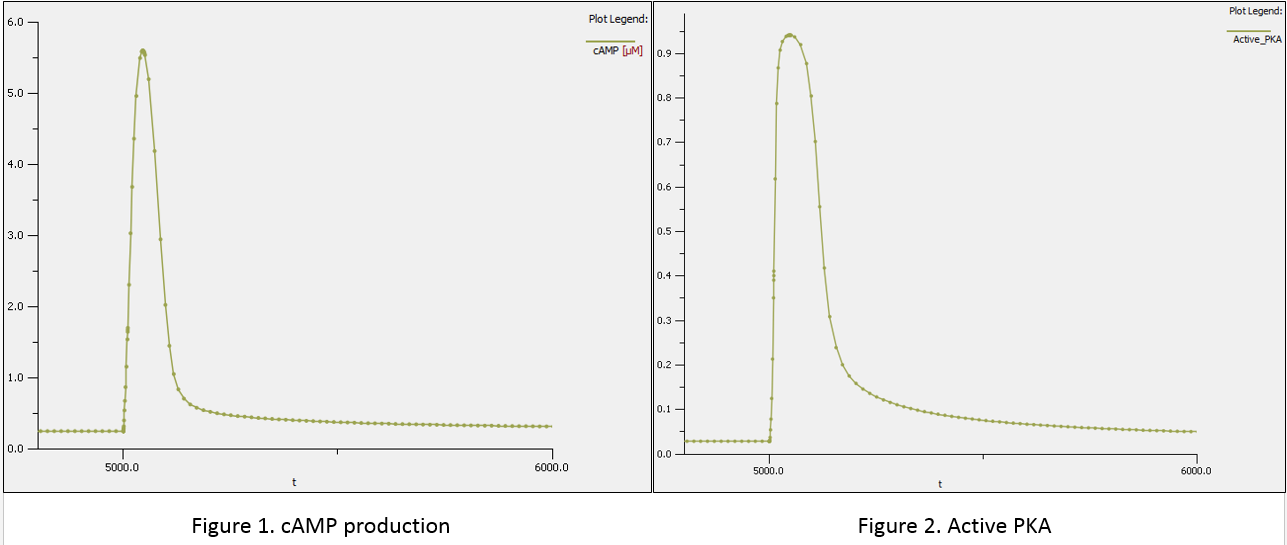 6.0
5.0
4.0
3.0
2.0
1.0
0.0
5000.0
6000.0
t
Plot Legend:
cAMP [µM]
Figure 1. cAMP production
0.9
0.8
0.7
0.6
0.5
0.4
0.3
0.2
0.1
0.0
5000.0
6000.0
t
Plot Legend:
Active_PKA
Figure 2. Active PKA